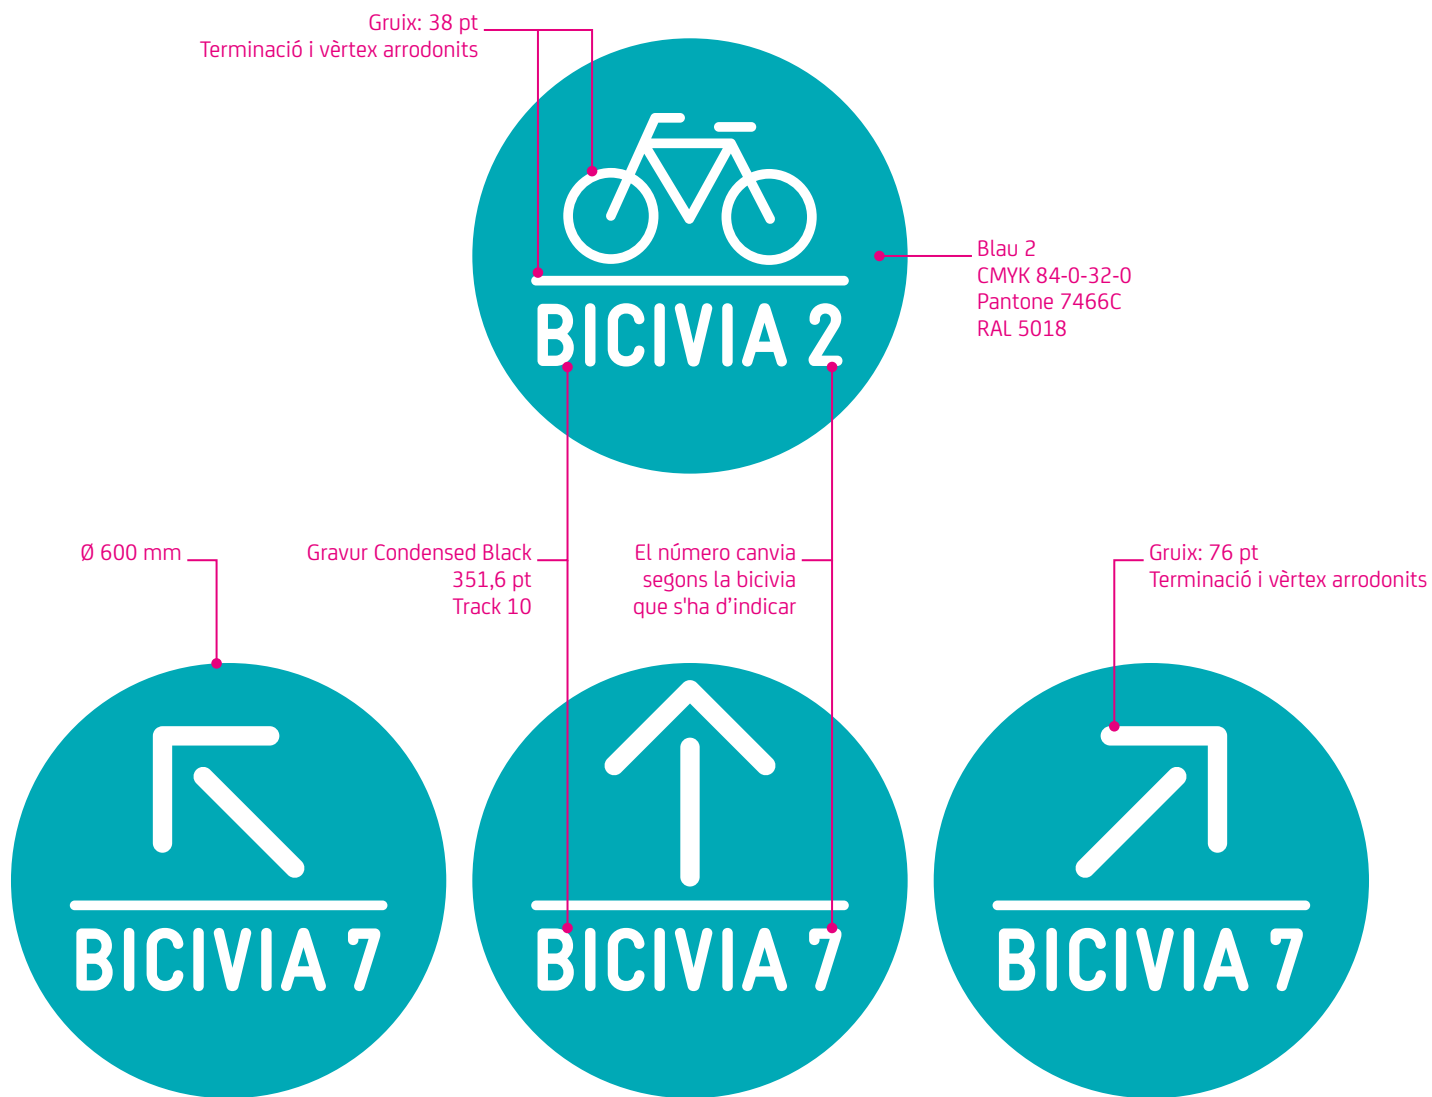 Gruix: 38 pt
Terminació i vèrtex arrodonits
BICIVIA 2
Blau 2
CMYK 84-0-32-0
Pantone 7466C
RAL 5018
Ø 600 mm
Gravur Condensed Black
351,6 pt
Track 10
El número canvia
segons la bicivia
que s'ha d’indicar
Gruix: 76 pt
Terminació i vèrtex arrodonits
BICIVIA 7
BICIVIA 7
BICIVIA 7